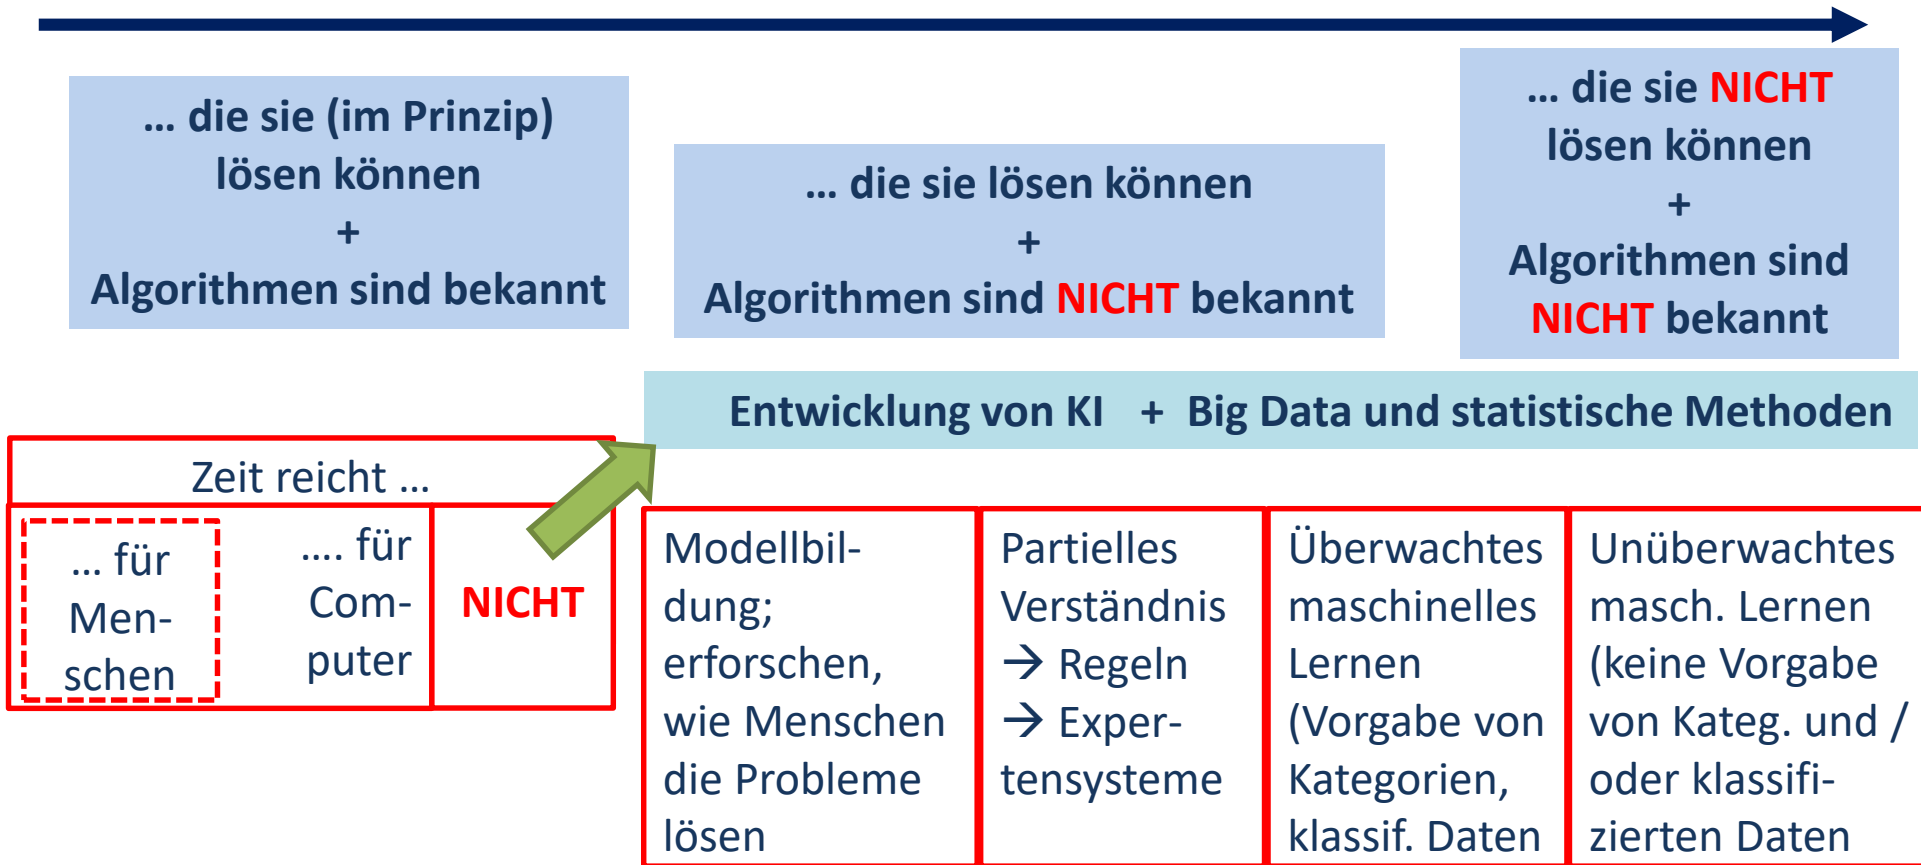 … die sie (im Prinzip)
lösen können
+
Algorithmen sind bekannt
… die sie lösen können
+
Algorithmen sind NICHT bekannt
… die sie NICHT
lösen können
+
Algorithmen sind
NICHT bekannt
Entwicklung von KI + Big Data und statistische Methoden
Zeit reicht …
… für
Men-
schen
…. für
Com-
puter
NICHT
Modellbil-
dung;
erforschen,
wie Menschen
die Probleme
lösen
Partielles
Verständnis
→ Regeln
→ Exper-
tensysteme
Überwachtes
maschinelles
Lernen
(Vorgabe von
Kategorien,
klassif. Daten
Unüberwachtes
masch. Lernen
(keine Vorgabe
von Kateg. und /
oder klassifi-
zierten Daten